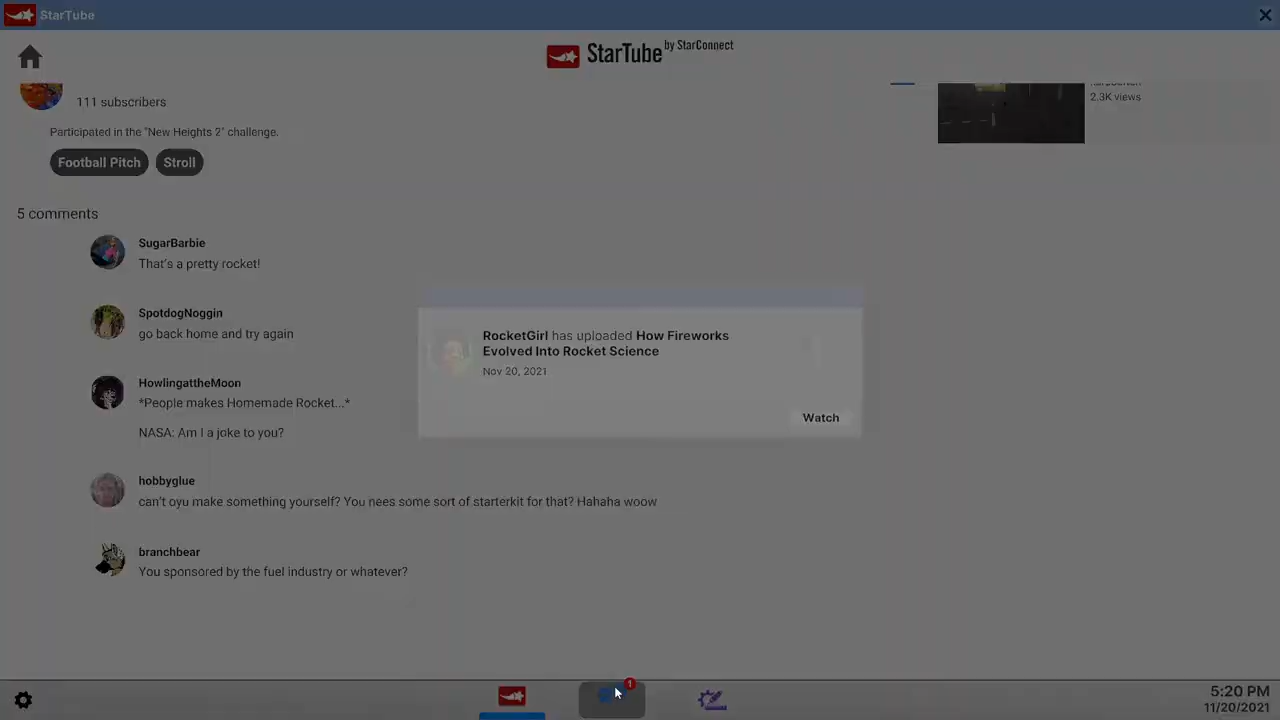 StarTube
StarTube by StarConnect
111 subscribers
2.3K views
Participated in the "New Heights 2" challenge.
Football Pitch
Stroll
5 comments
SugarBarbie
That's a pretty rocket!
SpotdogNoggin
go back home and try again
HowlingattheMoon
*People makes Homemade Rocket...*
NASA: Am I a joke to you?
hobbyglue
can't oyu make something yourself? You nees some sort of starterkit for that? Hahaha woow
branchbear
You sponsored by the fuel industry or whatever?
RocketGirl has uploaded How Fireworks
Evolved Into Rocket Science
Nov 20, 2021
Watch
1
5:20 PM
11/20/2021